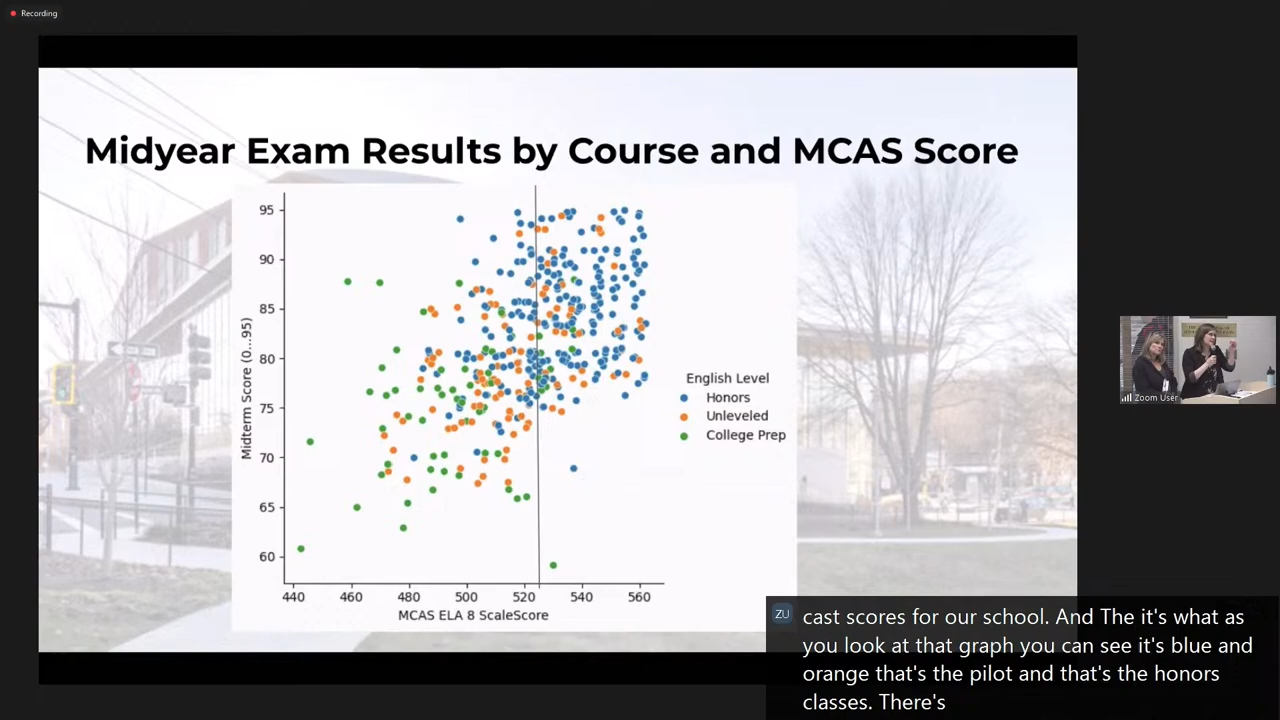 Recording
Midyear Exam Results by Course and MCAS Score
95
90
85
80
75
70
65
60
Midterm Score (0...95)
440 460 480 500 520 540 560
MCAS ELA 8 ScaleScore
English Level
Honors
Unleveled
College Prep
Zoom User
ZU
cast scores for our school. And The it's what as
you look at that graph you can see it's blue and
orange that's the pilot and that's the honors
classes. There's